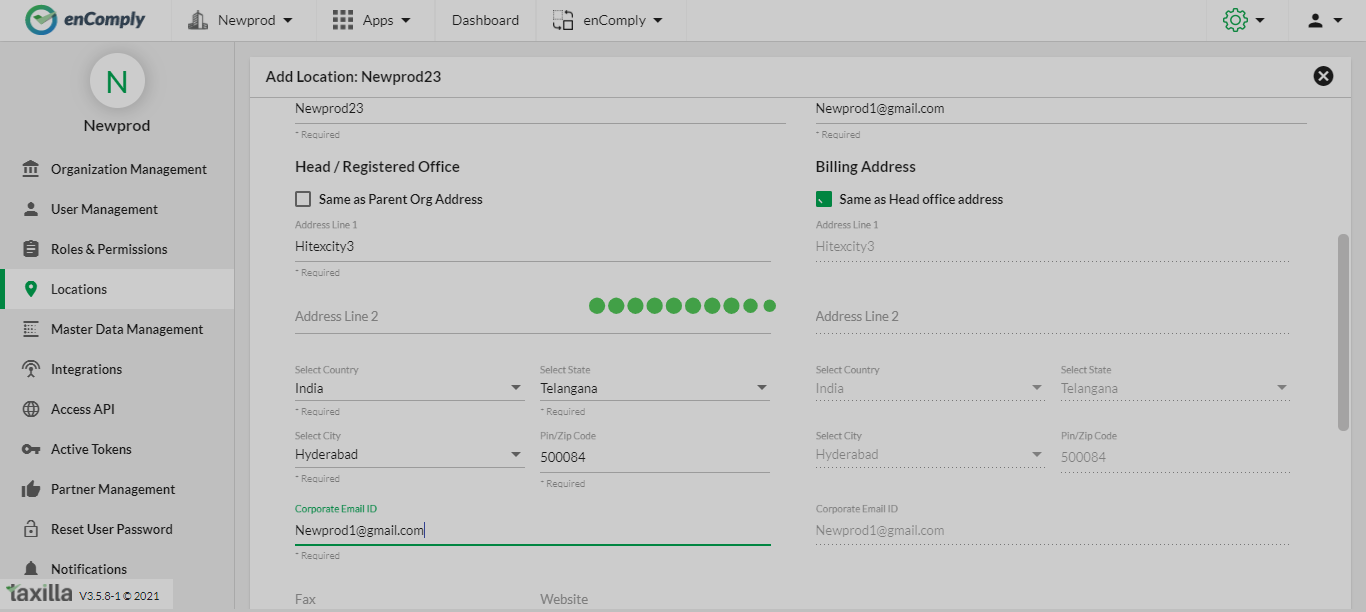 enComply
Newprod
Apps
Dashboard
enComply
N
Newprod
Organization Management
User Management
Roles & Permissions
Locations
Master Data Management
Integrations
Access API
Active Tokens
Partner Management
Reset User Password
Notifications
taxilla V3.5.8-1 © 2021
Add Location: Newprod23
Newprod23
* Required
Newprod1@gmail.com
* Required
Head / Registered Office
Same as Parent Org Address
Address Line 1
Hitexcity3
* Required
Address Line 2
Select Country
India
* Required
Select State
Telangana
* Required
Select City
Hyderabad
* Required
Pin/Zip Code
500084
* Required
Corporate Email ID
Newprod1@gmail.com
* Required
Fax
Website
Billing Address
Same as Head office address
Address Line 1
Hitexcity3
Address Line 2
Select Country
India
Select State
Telangana
Select City
Hyderabad
Pin/Zip Code
500084
Corporate Email ID
Newprod1@gmail.com